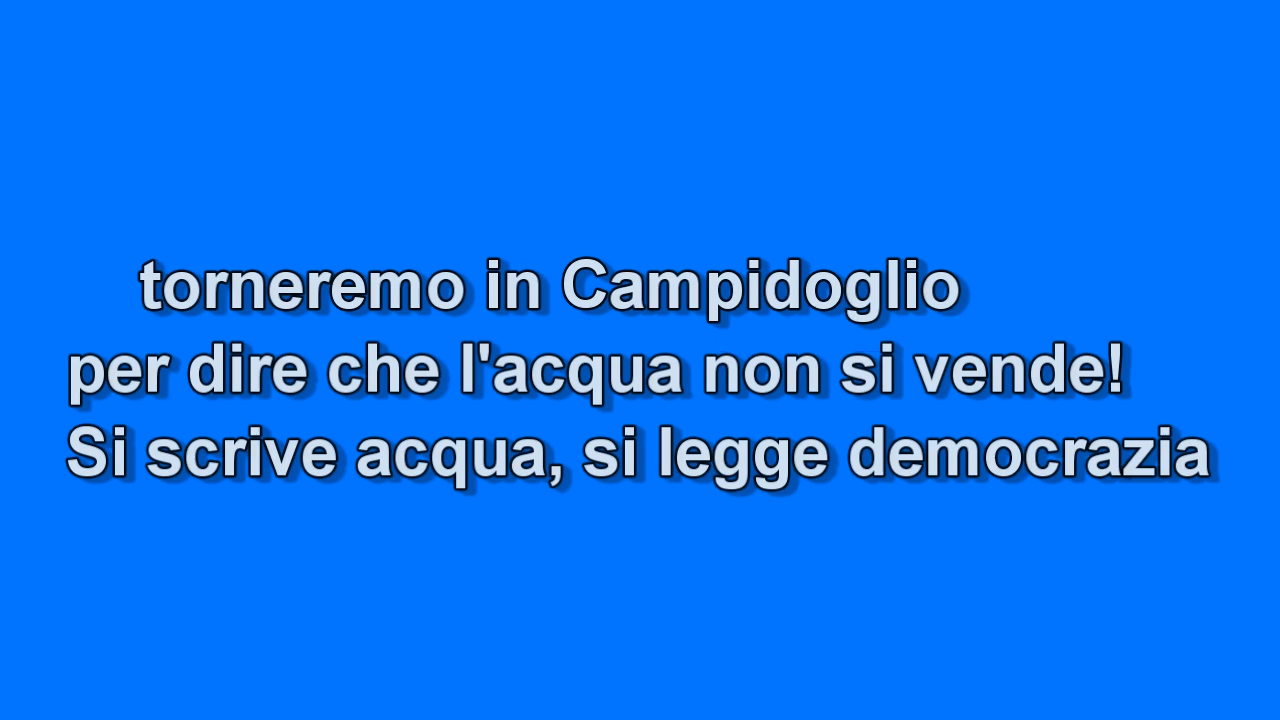 torneremo in Campidoglio
per dire che l'acqua non si vende!
Si scrive acqua, si legge democrazia